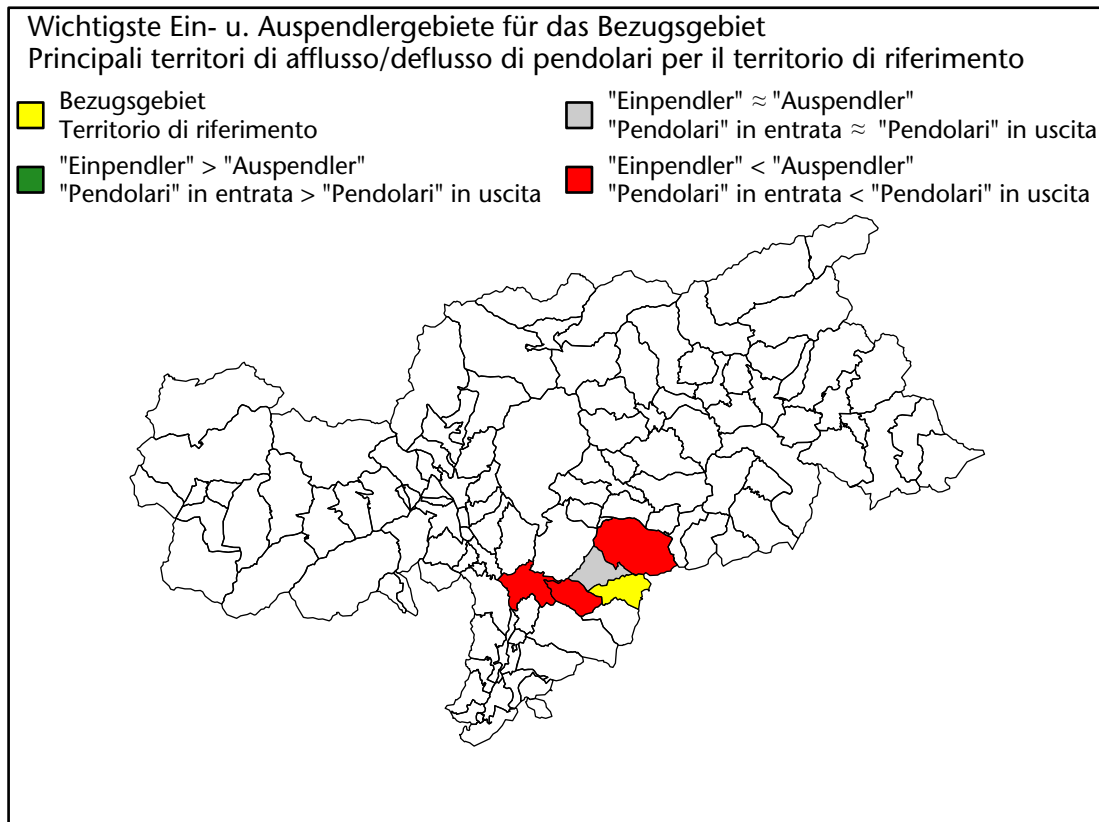 Wichtigste Ein- u. Auspendlergebiete für das Bezugsgebiet
Principali territori di afflusso/deflusso di pendolari per il territorio di riferimento
Bezugsgebiet
Territorio di riferimento
"Einpendler" > "Auspendler"
"Pendolari" in entrata > "Pendolari" in uscita
"Einpendler" ≈ "Auspendler"
"Pendolari" in entrata ≈ "Pendolari" in uscita
"Einpendler" < "Auspendler"
"Pendolari" in entrata < "Pendolari" in uscita